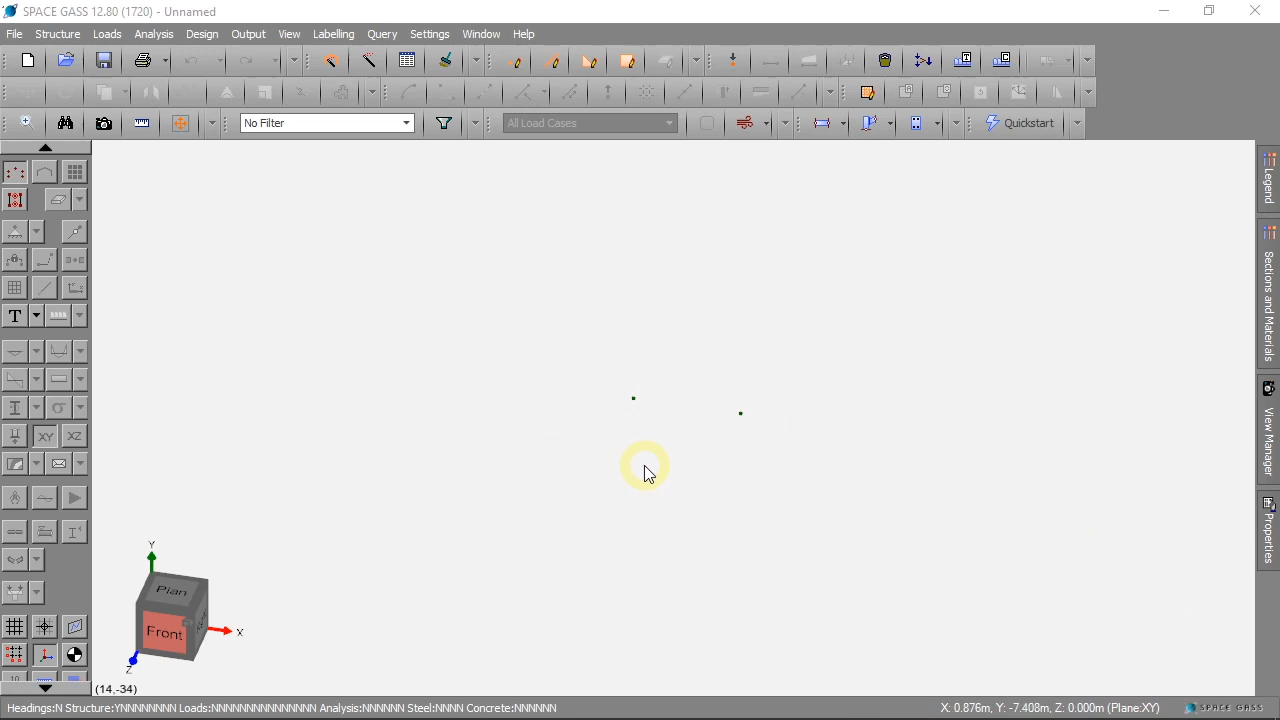 SPACE GASS 12.80 (1720) - Unnamed
File Structure Loads Analysis Design Output View Labelling Query Settings Window Help
No Filter
All Load Cases
Quickstart
Legend
Sections and Materials
View Manager
Properties
T
XY XZ
Y
Plan
Front
X
Z
(14,-34)
Headings:N Structure:YNNNNNNNN Loads:NNNNNNNNNNNNNNN Analysis:NNNNNN Steel:NNNN Concrete:NNNNNN
X: 0.876m, Y: -7.408m, Z: 0.000m (Plane:XY)
SPACE GASS